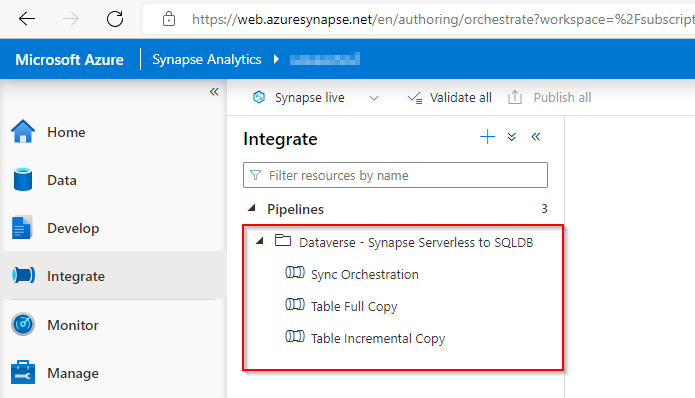 https://web.azuresynapse.net/en/authoring/orchestrate?workspace=%2Fsubscript
Microsoft Azure Synapse Analytics
Synapse live Validate all Publish all
Home
Data
Develop
Integrate
Monitor
Manage
Integrate
Filter resources by name
Pipelines 3
Dataverse - Synapse Serverless to SQLDB
Sync Orchestration
Table Full Copy
Table Incremental Copy